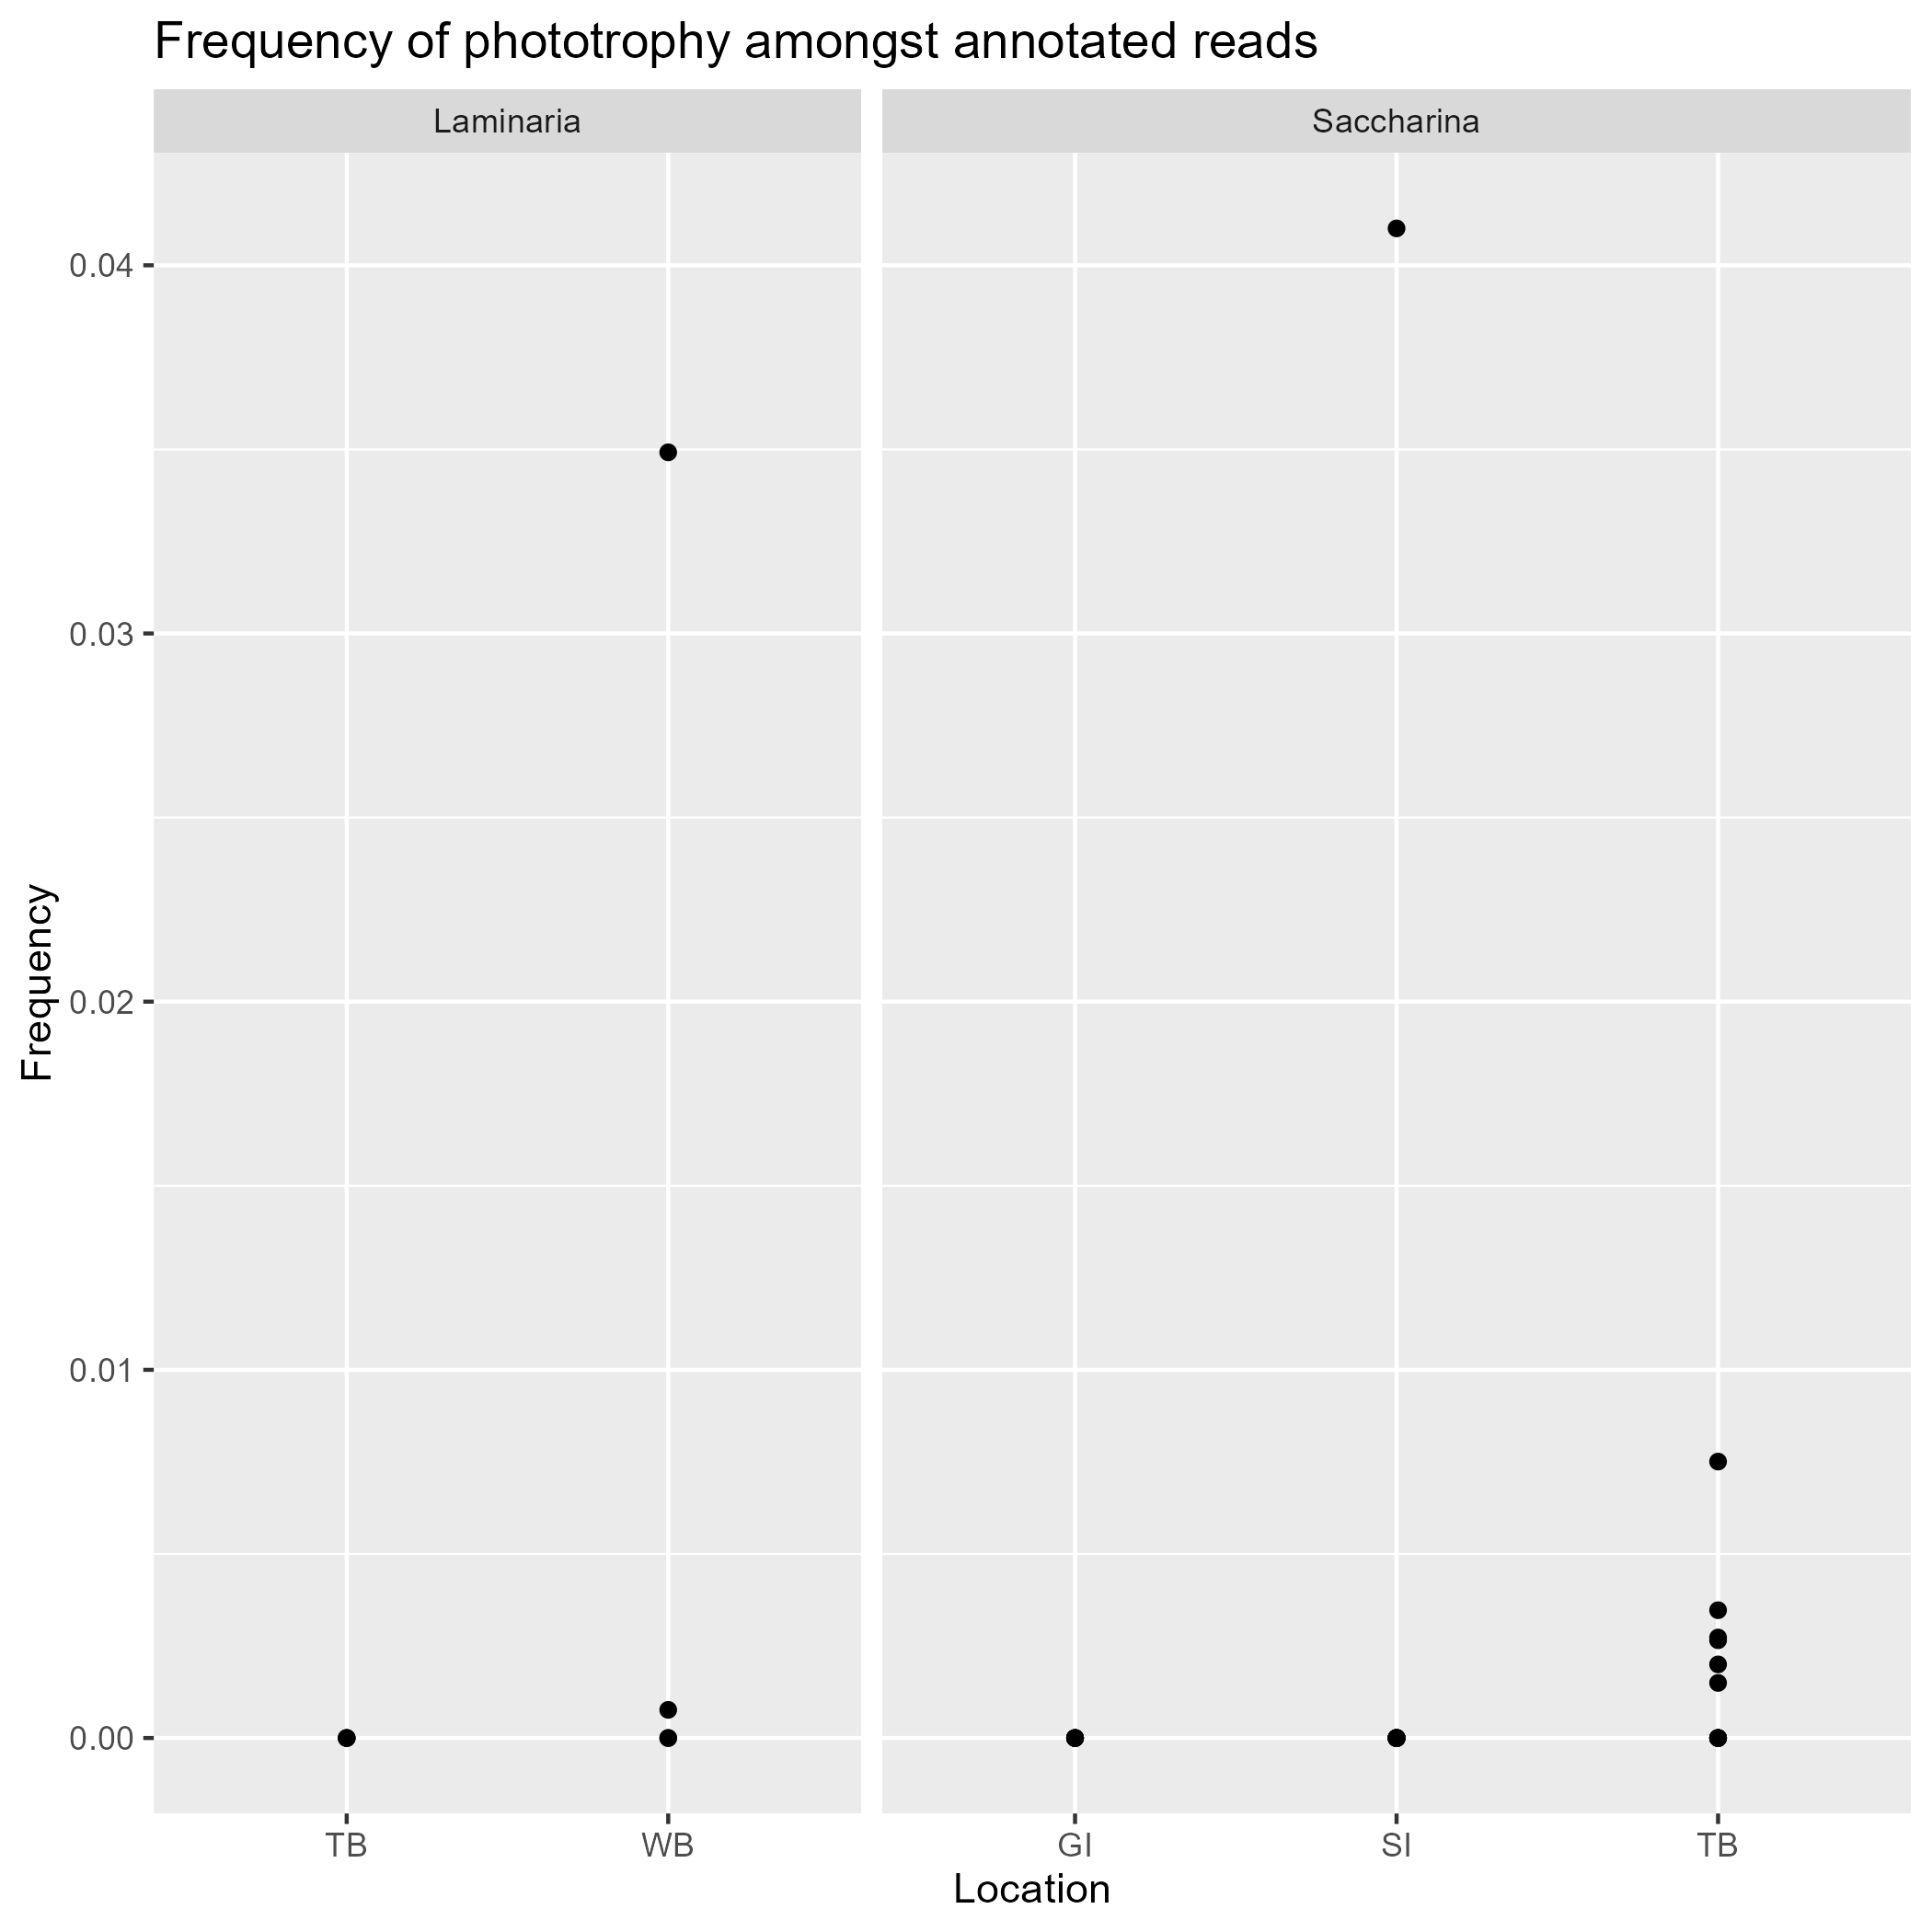 Frequency of phototrophy amongst annotated reads
Laminaria
Saccharina
Frequency
0.04
0.03
0.02
0.01
0.00
TB
WB
GI
SI
TB
Location